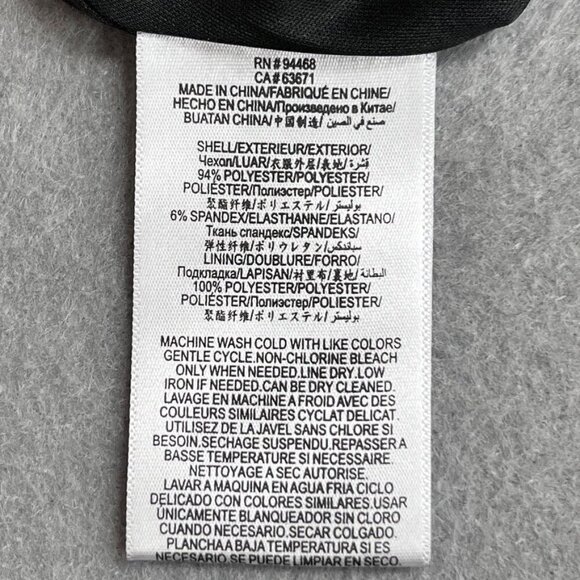 RN # 94468
CA # 63671
MADE IN CHINA/FABRIQUÉ EN CHINE/
HECHO EN CHINA/Произведено в Китае/
BUATAN CHINA/中国制造/ صنع في الصين
SHELL/EXTERIEUR/EXTERIOR/
Чехол/LUAR/衣服外层/表地/ قشرة/
94% POLYESTER/POLYESTER/
POLIÉSTER/Полиэстер/POLIESTER/
聚酯纤维/ポリエステル/ بوليستر/
6% SPANDEX/ELASTHANNE/ELASTANO/
Ткань спандекс/SPANDEKS/
弹性纤维/ポリウレタン/ سباندكس/
LINING/DOUBLURE/FORRO/
Подкладка/LAPISAN/衬里布/裏地/ البطانة/
100% POLYESTER/POLYESTER/
POLIÉSTER/Полиэстер/POLIESTER/
聚酯纤维/ポリエステル/ بوليستر/
MACHINE WASH COLD WITH LIKE COLORS
GENTLE CYCLE.NON-CHLORINE BLEACH
ONLY WHEN NEEDED.LINE DRY.LOW
IRON IF NEEDED.CAN BE DRY CLEANED.
LAVAGE EN MACHINE A FROID AVEC DES
COULEURS SIMILAIRES CYCLAT DELICAT.
UTILISEZ DE LA JAVEL SANS CHLORE SI
BESOIN.SECHAGE SUSPENDU.REPASSER A
BASSE TEMPERATURE SI NECESSAIRE.
NETTOYAGE A SEC AUTORISE.
LAVAR A MAQUINA EN AGUA FRIA CICLO
DELICADO CON COLORES SIMILARES.USAR
ÚNICAMENTE BLANQUEADOR SIN CLORO
CUANDO NECESARIO.SECAR COLGADO.
PLANCHA A BAJA TEMPERATURA SI ES
NECESARIO.SE PUEDE LIMPIAR EN SECO.